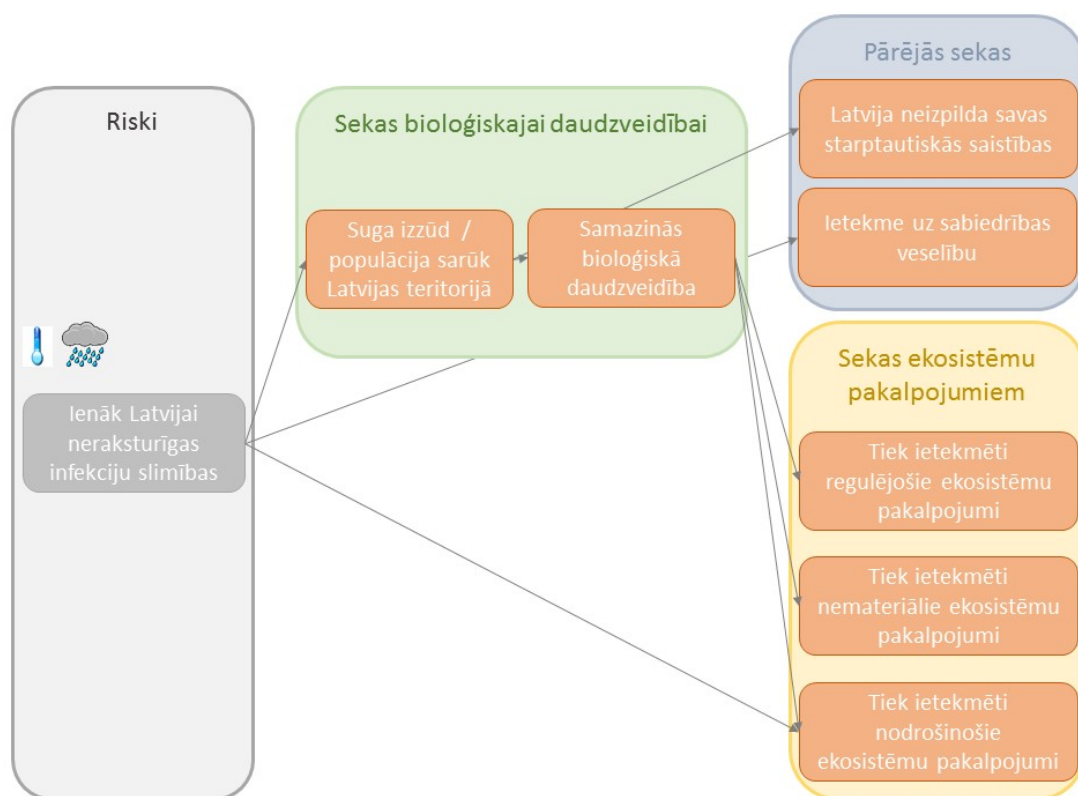 Riski
Ienāk Latvijai
neraksturīgas
infekciju slimības
Sekas bioloģiskajai daudzveidībai
Suga izzūd /
populācija sarūk
Latvijas teritorijā
Samazinās
bioloģiskā
daudzveidība
Pārējās sekas
Latvija neizpilda savas
starptautiskās saistības
Ietekme uz sabiedrības
veselību
Sekas ekosistēmu
pakalpojumiem
Tiek ietekmēti
regulējošie ekosistēmu
pakalpojumi
Tiek ietekmēti
nemateriālie ekosistēmu
pakalpojumi
Tiek ietekmēti
nodrošinošie
ekosistēmu pakalpojumi